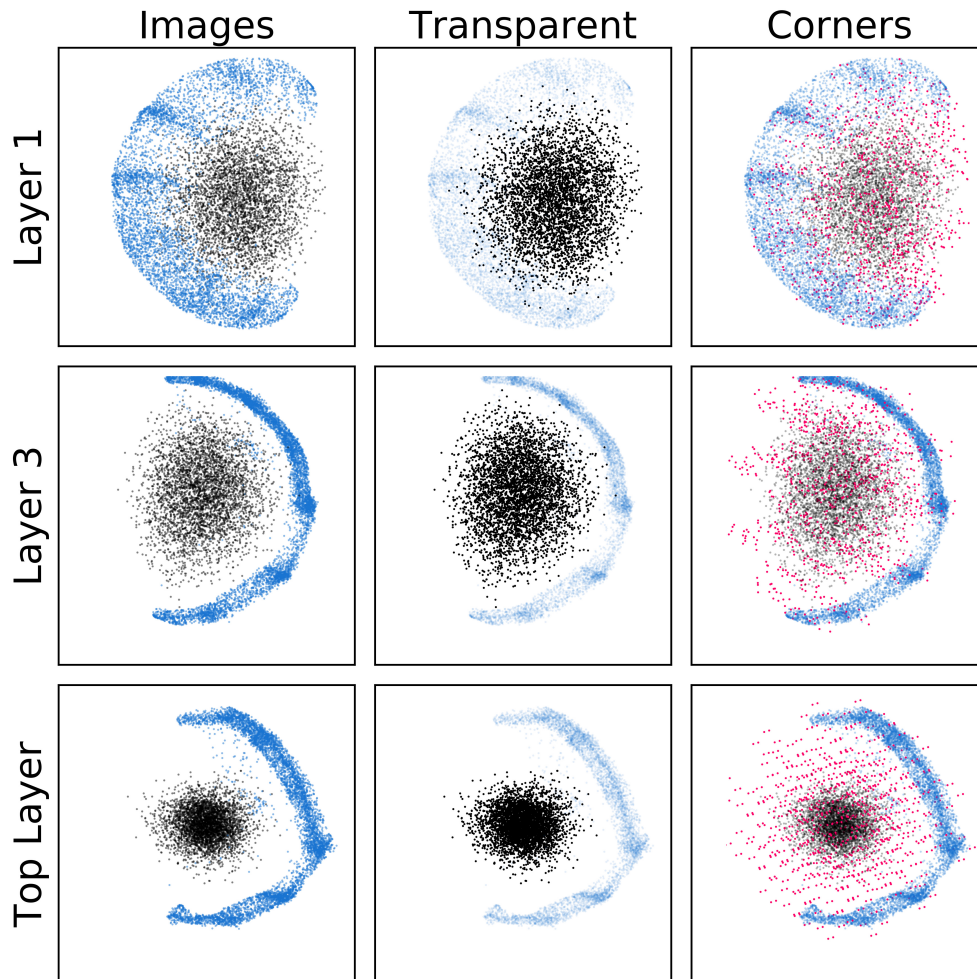 Images
Transparent
Corners
Layer 1
Layer 3
Top Layer